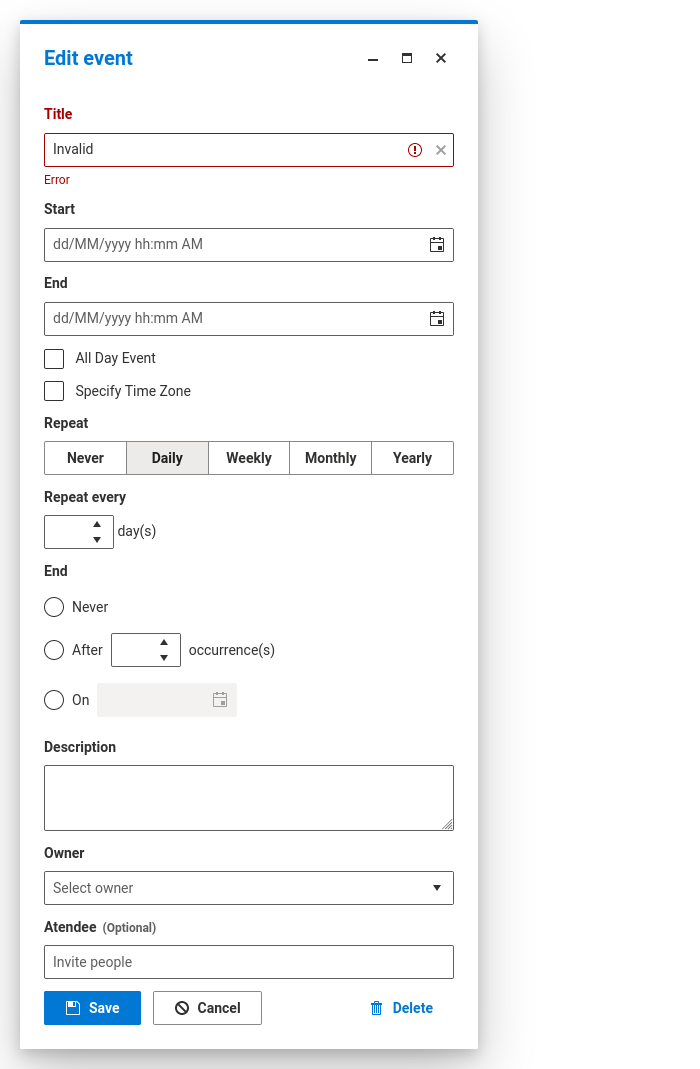 Edit event
Title
Invalid
Error
Start
dd/MM/yyyy hh:mm AM
End
dd/MM/yyyy hh:mm AM
All Day Event
Specify Time Zone
Repeat
Never Daily Weekly Monthly Yearly
Repeat every
day(s)
End
Never
After occurrence(s)
On
Description
Owner
Select owner
Atendee (Optional)
Invite people
Save Cancel Delete